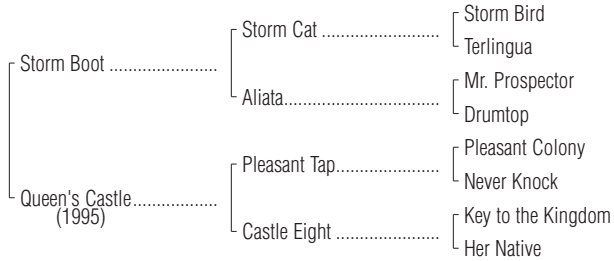 Storm Bird
Storm Cat ............................
Terlingua
Storm Boot .........................
Mr. Prospector
Aliata.....................................
Drumtop
Pleasant Colony
Pleasant Tap.........................
Never Knock
Queen's Castle....................
(1995)
Key to the Kingdom
Castle Eight .........................
Her Native